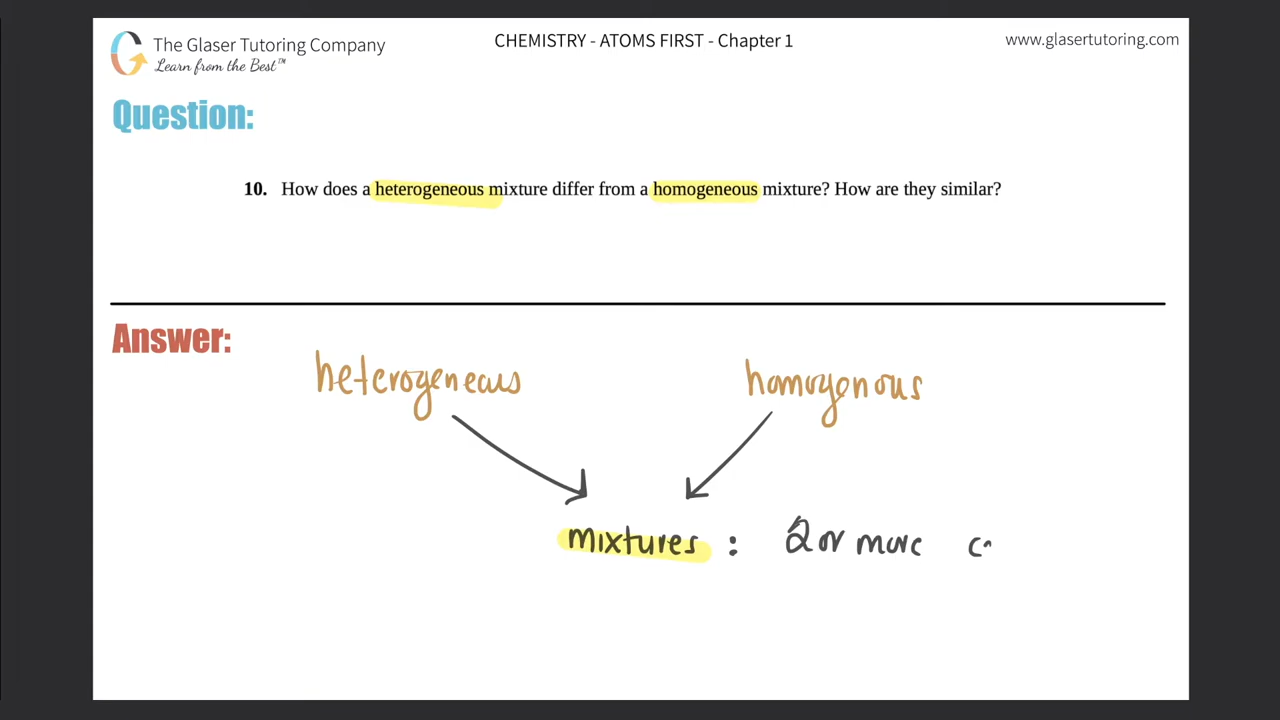 The Glaser Tutoring Company
Learn from the Best™
CHEMISTRY - ATOMS FIRST - Chapter 1
www.glasertutoring.com
Question:
10. How does a heterogeneous mixture differ from a homogeneous mixture? How are they similar?
Answer:
heterogeneous
homogenous
mixtures : 2 or more